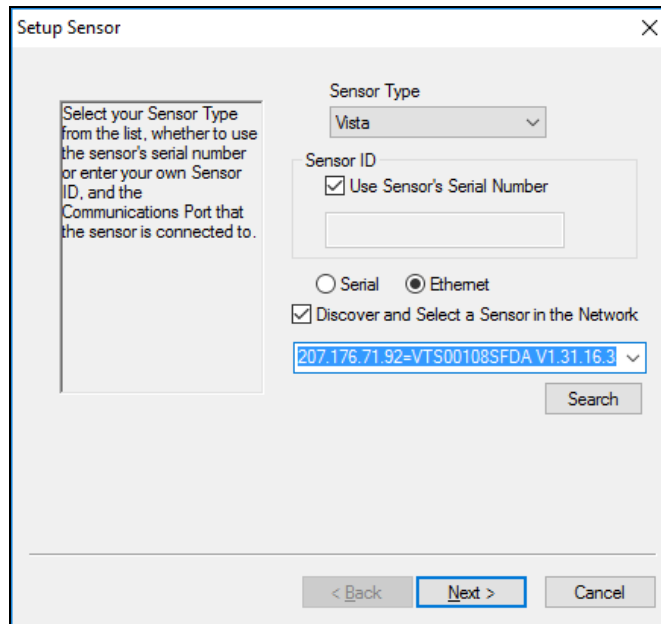 Setup Sensor
Select your Sensor Type
from the list, whether to use
the sensor's serial number
or enter your own Sensor
ID, and the
Communications Port that
the sensor is connected to.
Sensor Type
Vista
Sensor ID
Use Sensor's Serial Number
Serial
Ethernet
Discover and Select a Sensor in the Network
207.176.71.92=VTS00108SFDA V1.31.16.3
Search
< Back
Next >
Cancel